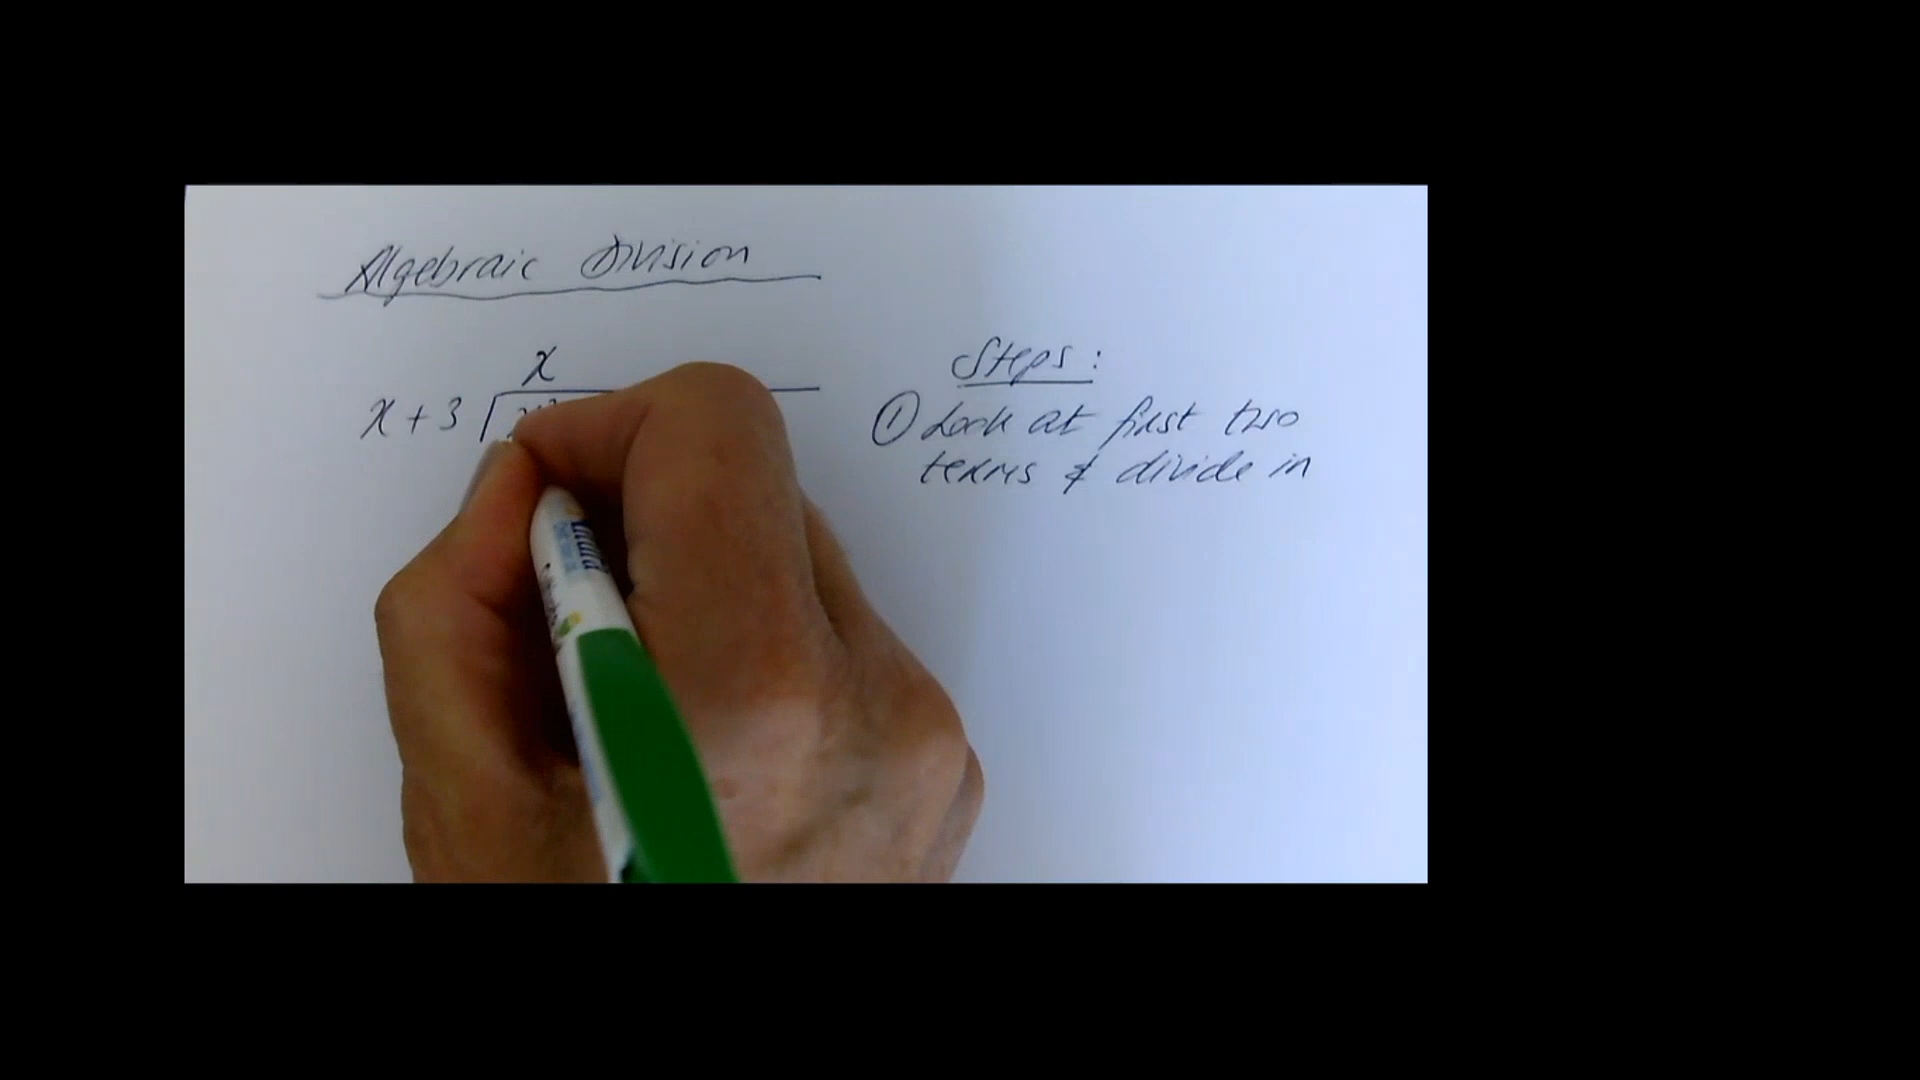 Algebraic Division
x
x + 3
Steps:
① Look at first two
terms & divide in